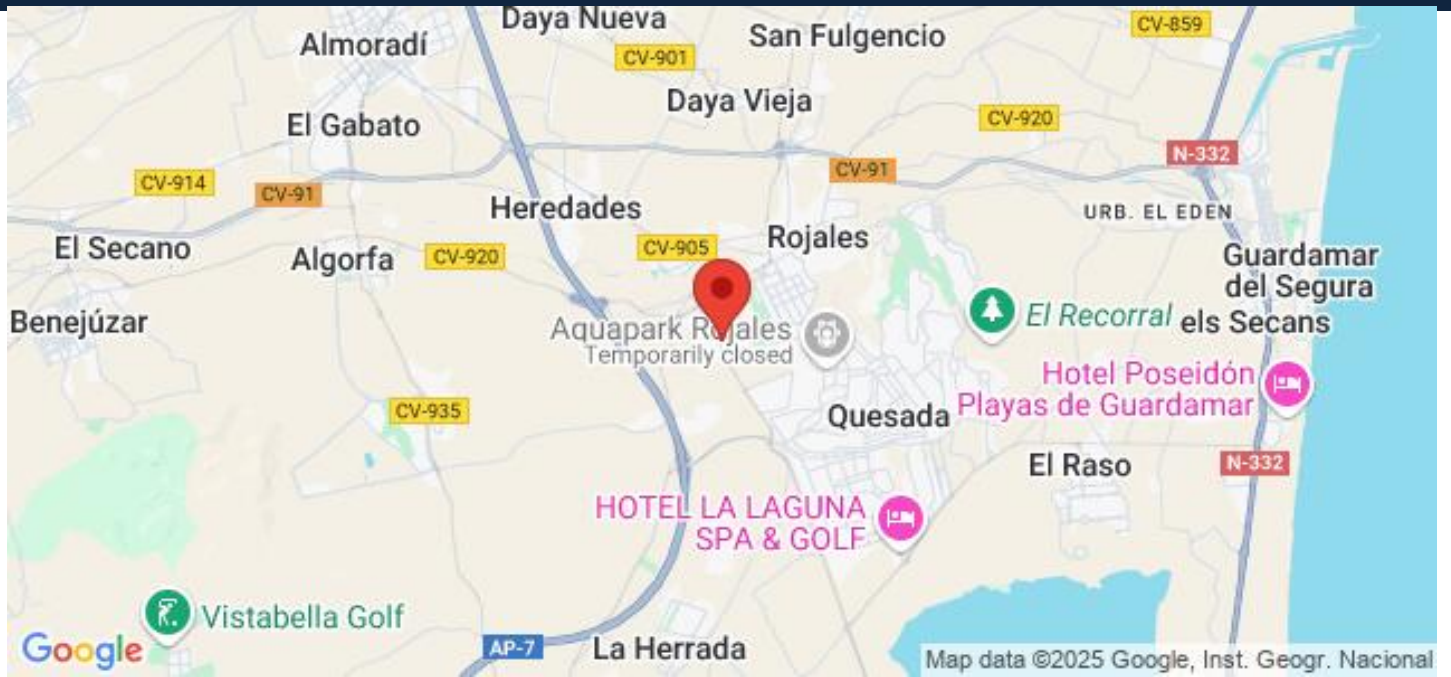 Daya Nueva
Almoradí
San Fulgencio
CV-859
CV-901
Daya Vieja
El Gabato
CV-920
N-332
CV-914
CV-91
CV-91
Heredades
URB. EL EDEN
El Secano
Algorfa
CV-920
CV-905
Rojales
Guardamar
del Segura
Benejúzar
Aquapark Rojales
Temporarily closed
El Recorral
els Secans
Hotel Poseidón
Playas de Guardamar
CV-935
Quesada
El Raso
N-332
HOTEL LA LAGUNA
SPA & GOLF
Vistabella Golf
Google
AP-7
La Herrada
Map data ©2025 Google, Inst. Geogr. Nacional